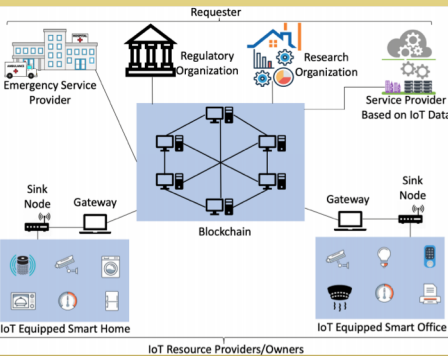 Requester
Emergency Service
Provider
Regulatory
Organization
Research
Organization
Service Provider
Based on IoT Data
Blockchain
Sink
Node
Gateway
IoT Equipped Smart Home
Gateway
Sink
Node
IoT Equipped Smart Office
IoT Resource Providers/Owners